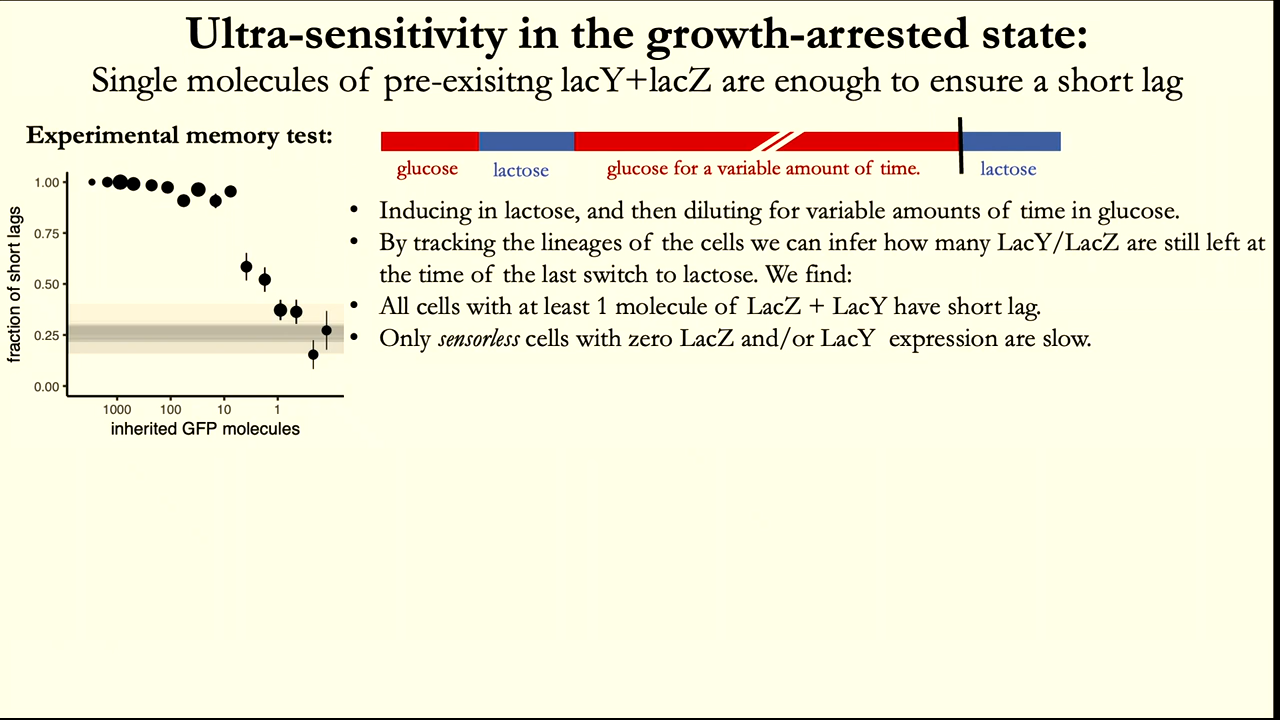 Ultra-sensitivity in the growth-arrested state:
Single molecules of pre-exisitng lacY+lacZ are enough to ensure a short lag
Experimental memory test:
glucose
lactose
glucose for a variable amount of time.
lactose
fraction of short lags
1.00
0.75
0.50
0.25
0.00
1000
100
10
1
inherited GFP molecules
• Inducing in lactose, and then diluting for variable amounts of time in glucose.
• By tracking the lineages of the cells we can infer how many LacY/LacZ are still left at
the time of the last switch to lactose. We find:
• All cells with at least 1 molecule of LacZ + LacY have short lag.
• Only sensorless cells with zero LacZ and/or LacY expression are slow.